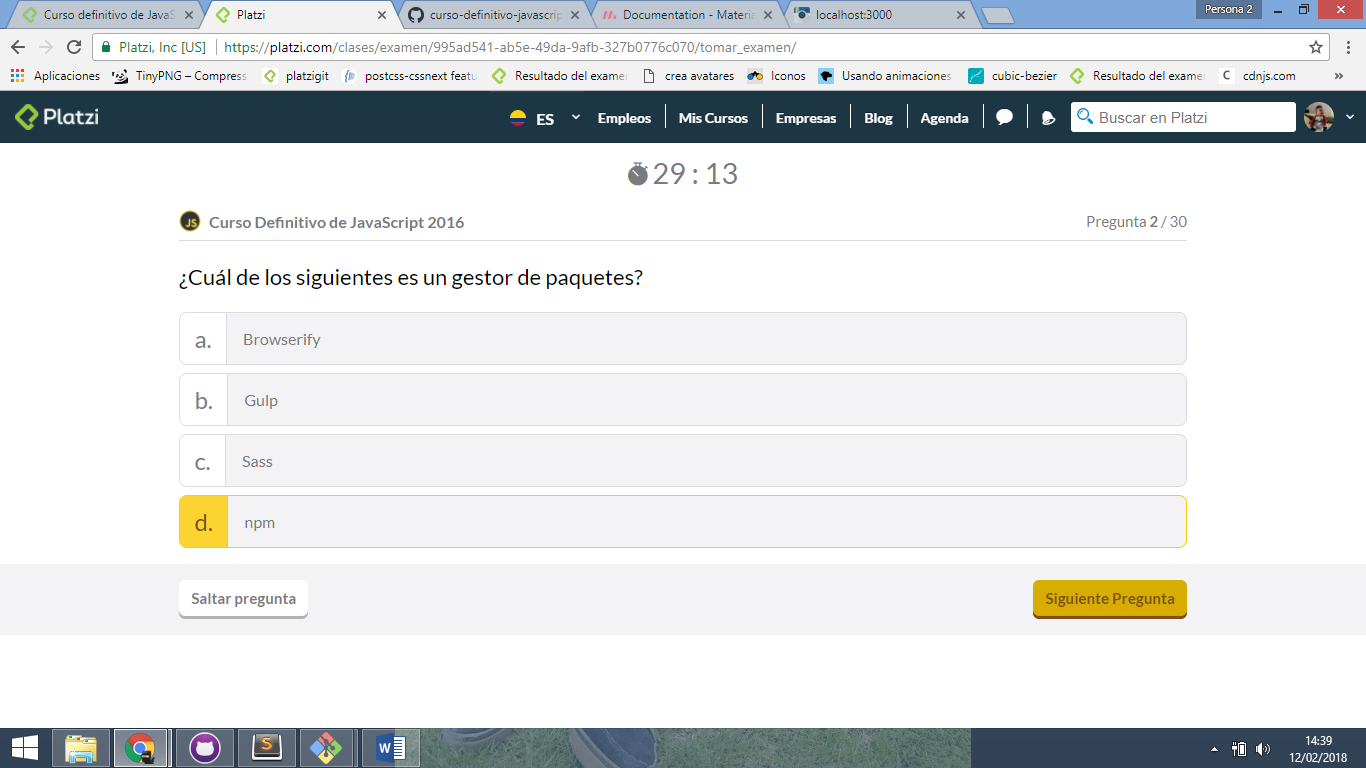 Curso definitivo de JavaS
Platzi
curso-definitivo-javascrip
Documentation - Materia
localhost:3000
Persona 2
Platzi, Inc [US]
https://platzi.com/clases/examen/995ad541-ab5e-49da-9afb-327b0776c070/tomar_examen/
Aplicaciones
TinyPNG – Compress
platzigit
postcss-cssnext featu
Resultado del examen
crea avatares
Iconos
Usando animaciones
cubic-bezier
Resultado del examen
cdnjs.com
»
Platzi
ES
Empleos
Mis Cursos
Empresas
Blog
Agenda
Buscar en Platzi
29 : 13
JS
Curso Definitivo de JavaScript 2016
Pregunta 2 / 30
¿Cuál de los siguientes es un gestor de paquetes?
a. Browserify
b. Gulp
c. Sass
d. npm
Saltar pregunta
Siguiente Pregunta
14:39
12/02/2018